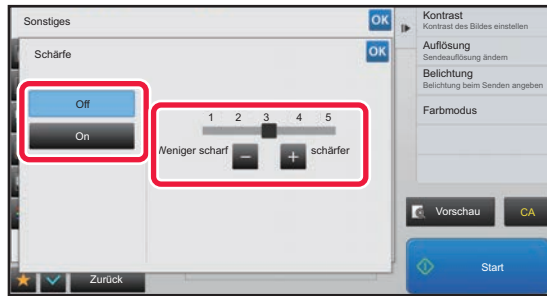 Sonstiges
OK
Schärfe
OK
Off
On
1 2 3 4 5
Weniger scharf - + schärfer
Zurück
Kontrast
Kontrast des Bildes einstellen
Auflösung
Sendeauflösung ändern
Belichtung
Belichtung beim Senden angeben
Farbmodus
Vorschau
CA
Start